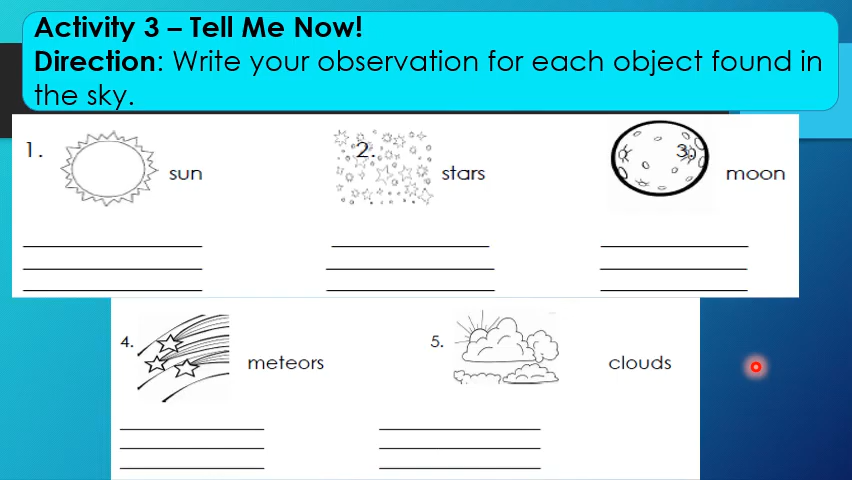 Activity 3 – Tell Me Now!
Direction: Write your observation for each object found in
the sky.
1.
sun
2.
stars
3.
moon
4.
meteors
5.
clouds